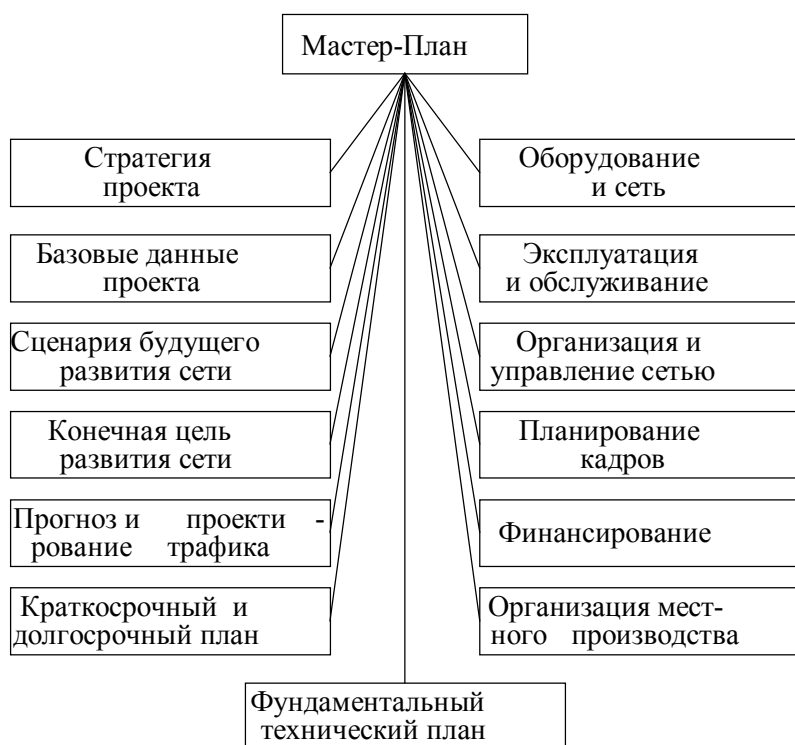 Мастер-План
Стратегия
проекта
Базовые данные
проекта
Сценария будущего
развития сети
Конечная цель
развития сети
Прогноз и проекти -
рование трафика
Краткосрочный и
долгосрочный план
Оборудование
и сеть
Эксплуатация
и обслуживание
Организация и
управление сетью
Планирование
кадров
Финансирование
Организация мест-
ного производства
Фундаментальный
технический план